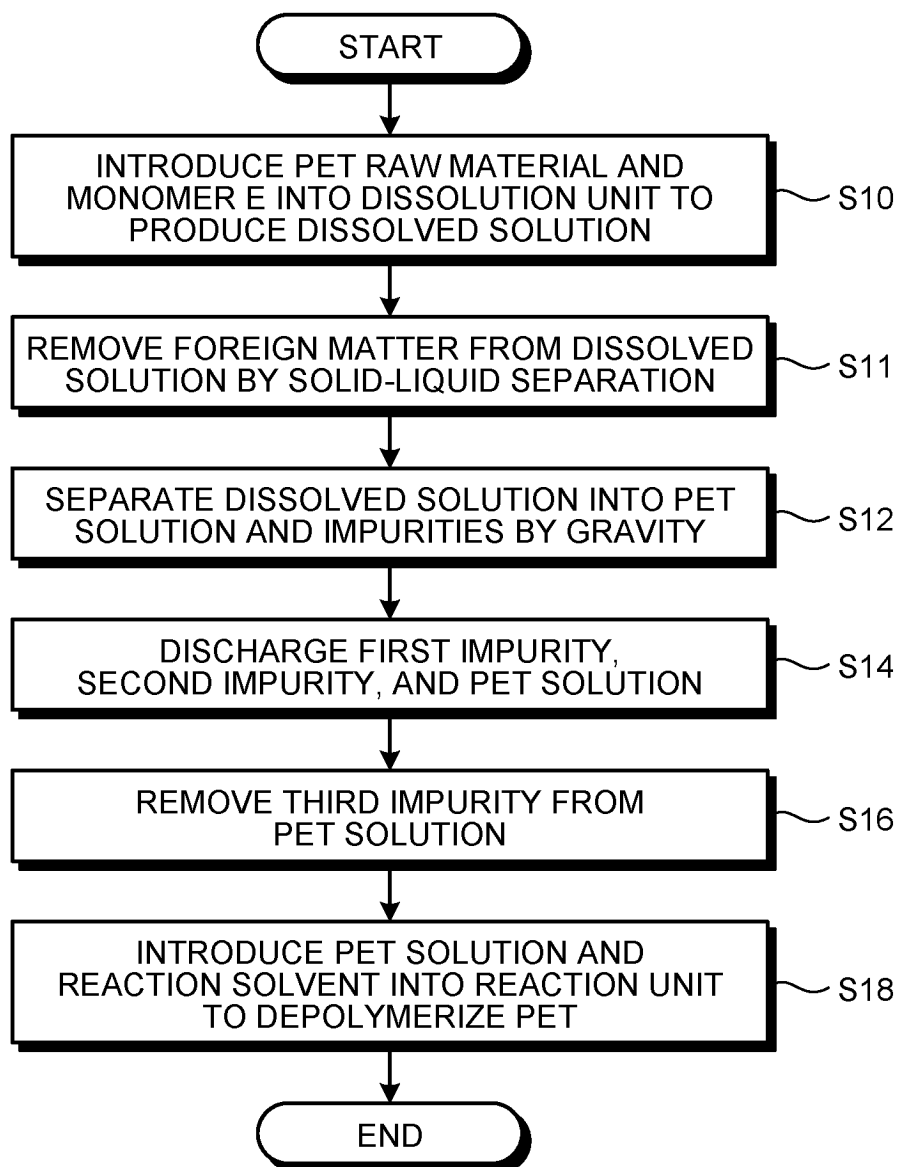 START
INTRODUCE PET RAW MATERIAL AND
MONOMER E INTO DISSOLUTION UNIT TO
PRODUCE DISSOLVED SOLUTION
S10
REMOVE FOREIGN MATTER FROM DISSOLVED
SOLUTION BY SOLID-LIQUID SEPARATION
S11
SEPARATE DISSOLVED SOLUTION INTO PET
SOLUTION AND IMPURITIES BY GRAVITY
S12
DISCHARGE FIRST IMPURITY,
SECOND IMPURITY, AND PET SOLUTION
S14
REMOVE THIRD IMPURITY FROM
PET SOLUTION
S16
INTRODUCE PET SOLUTION AND
REACTION SOLVENT INTO REACTION UNIT
TO DEPOLYMERIZE PET
S18
END